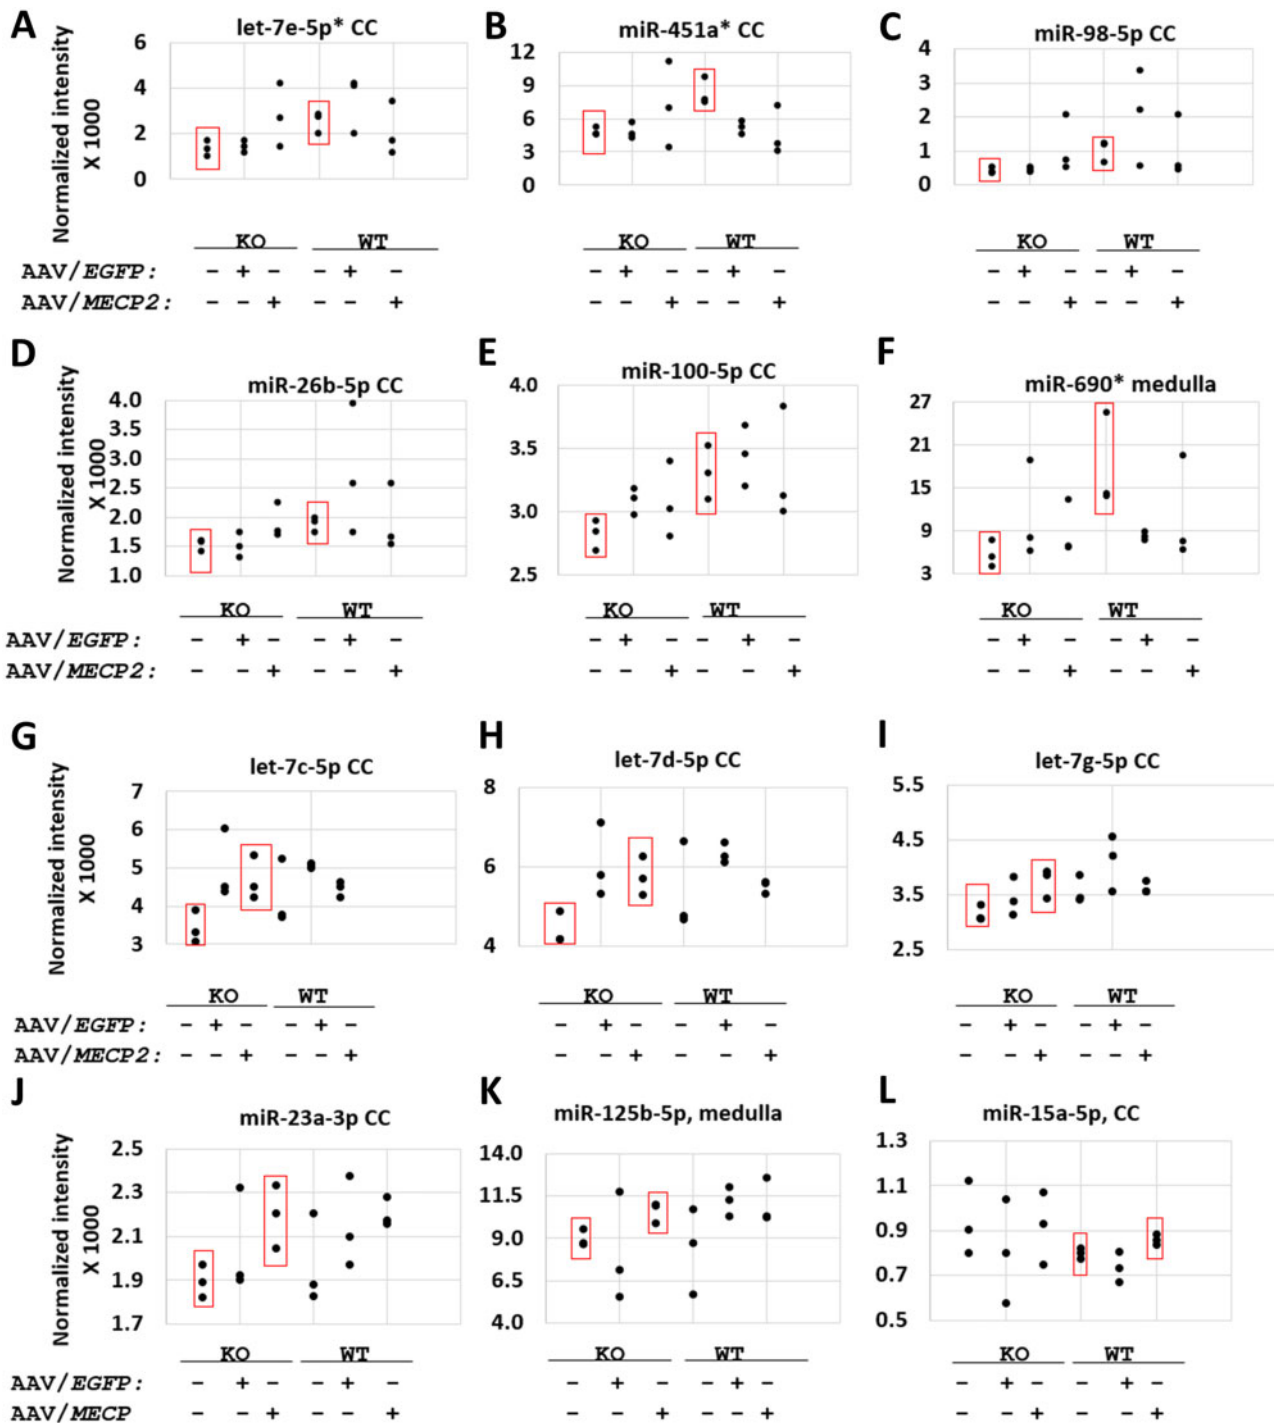 A let-7e-5p* CC
B miR-451a* CC
C miR-98-5p CC
Normalized intensity
X 1000
6
4
2
0
12
9
6
3
0
4
3
2
1
0
KO WT
KO WT
KO WT
AAV/EGFP: – + – – + – – + – – + – – + – – + –
AAV/MECP2: – – + – – + – – + – – + – – + – – +
D miR-26b-5p CC
E miR-100-5p CC
F miR-690* medulla
Normalized intensity
X 1000
4.0
3.5
3.0
2.5
2.0
1.5
1.0
4.0
3.5
3.0
2.5
27
21
15
9
3
KO WT
KO WT
KO WT
AAV/EGFP: – + – – + – – + – – + – – + – – + –
AAV/MECP2: – – + – – + – – + – – + – – + – – +
G let-7c-5p CC
H let-7d-5p CC
I let-7g-5p CC
Normalized intensity
X 1000
7
6
5
4
3
8
6
4
5.5
4.5
3.5
2.5
KO WT
KO WT
KO WT
AAV/EGFP: – + – – + – – + – – + – – + – – + –
AAV/MECP2: – – + – – + – – + – – + – – + – – +
J miR-23a-3p CC
K miR-125b-5p, medulla
L miR-15a-5p, CC
Normalized intensity
X 1000
2.5
2.3
2.1
1.9
1.7
14.0
11.5
9.0
6.5
4.0
1.3
1.1
0.9
0.7
0.5
KO WT
KO WT
KO WT
AAV/EGFP: – + – – + – – + – – + – – + – – + –
AAV/MECP – – + – – + – – + – – + – – + – – +